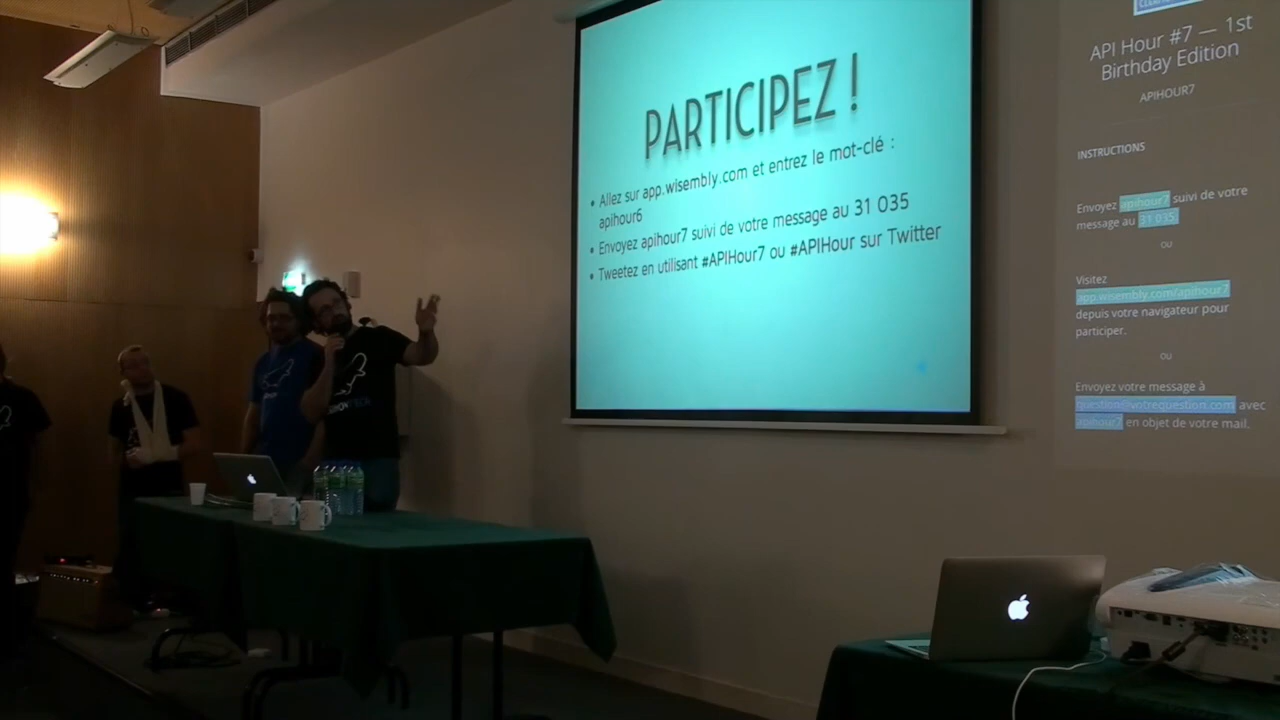 PARTICIPEZ !
• Allez sur app.wisembly.com et entrez le mot-clé :
apihour6
• Envoyez apihour7 suivi de votre message au 31 035
• Tweetez en utilisant #APIHour7 ou #APIHour sur Twitter
API Hour #7 — 1st
Birthday Edition
APIHOUR7
INSTRUCTIONS
Envoyez apihour7 suivi de votre
message au 31 035
ou
Visitez
app.wisembly.com/apihour7
depuis votre navigateur pour
participer.
ou
Envoyez votre message à
question@votrequestion.com avec
apihour7 en objet de votre mail.